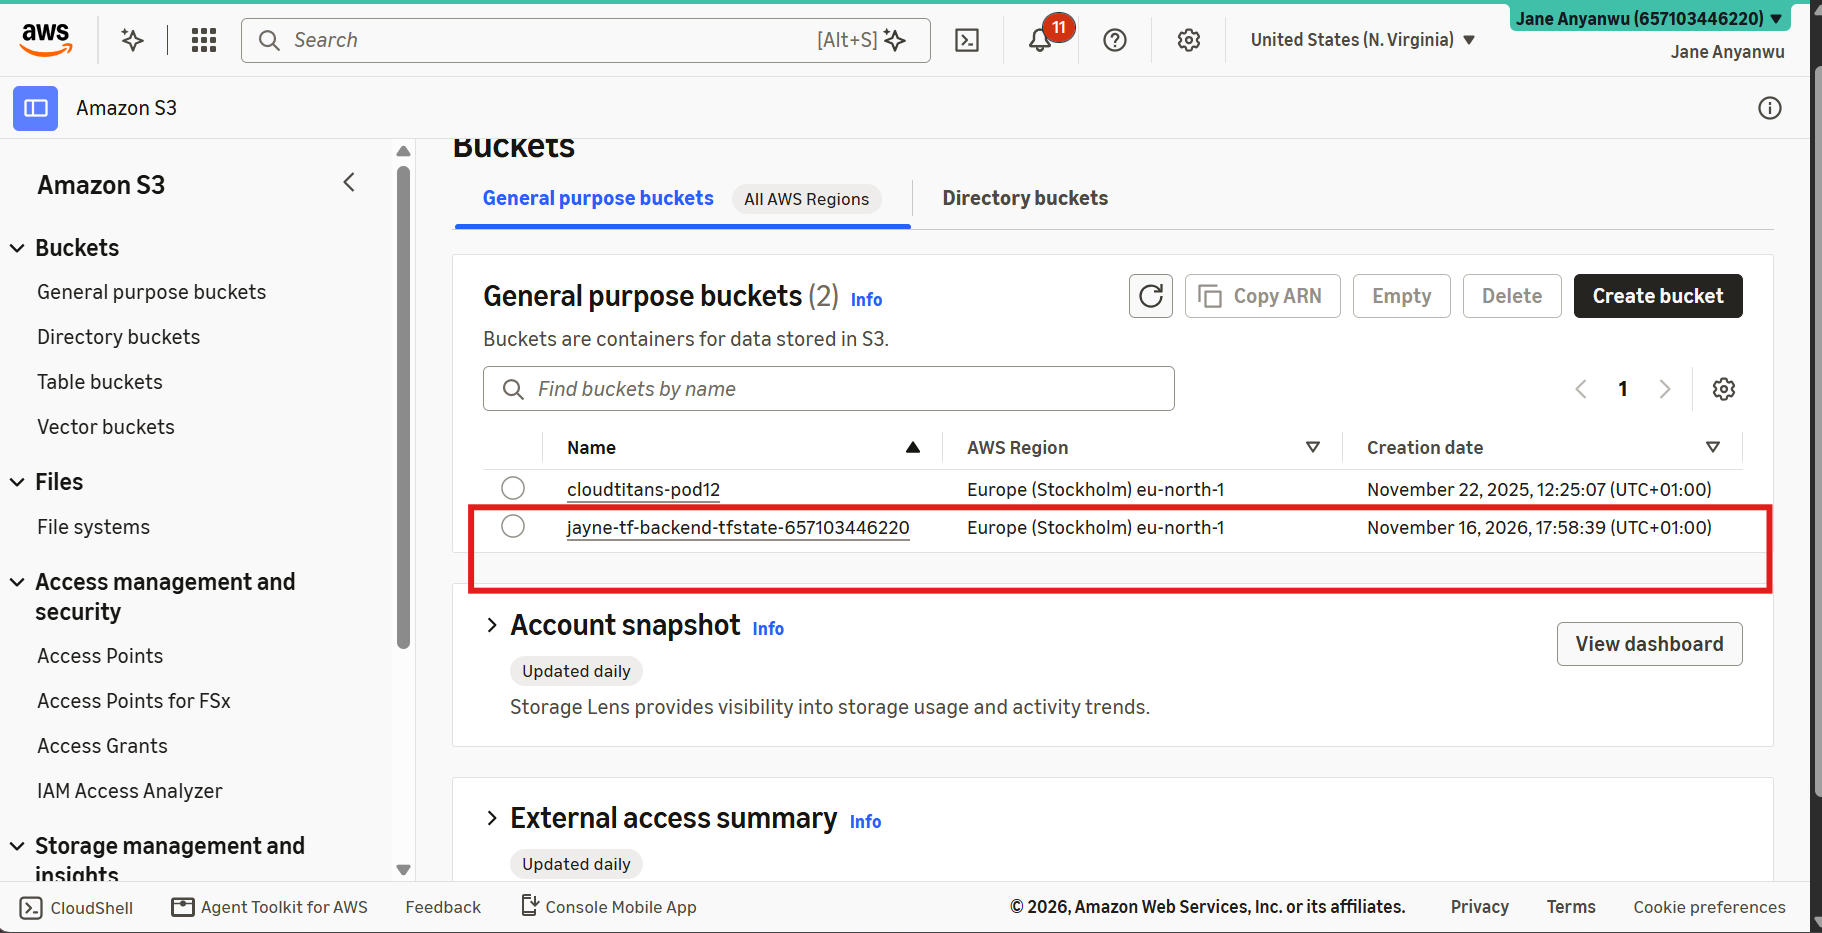 aws
Search
[Alt+S]
11
United States (N. Virginia)
Jane Anyanwu (657103446220)
Jane Anyanwu
Amazon S3
Amazon S3
Buckets
General purpose buckets
Directory buckets
Table buckets
Vector buckets
Files
File systems
Access management and
security
Access Points
Access Points for FSx
Access Grants
IAM Access Analyzer
Storage management and
insights
Buckets
General purpose buckets All AWS Regions Directory buckets
General purpose buckets (2) Info
Copy ARN Empty Delete Create bucket
Buckets are containers for data stored in S3.
Find buckets by name
1
Name AWS Region Creation date
cloudtitans-pod12 Europe (Stockholm) eu-north-1 November 22, 2025, 12:25:07 (UTC+01:00)
jayne-tf-backend-tfstate-657103446220 Europe (Stockholm) eu-north-1 November 16, 2026, 17:58:39 (UTC+01:00)
Account snapshot Info
View dashboard
Updated daily
Storage Lens provides visibility into storage usage and activity trends.
External access summary Info
Updated daily
CloudShell Agent Toolkit for AWS Feedback Console Mobile App © 2026, Amazon Web Services, Inc. or its affiliates. Privacy Terms Cookie preferences